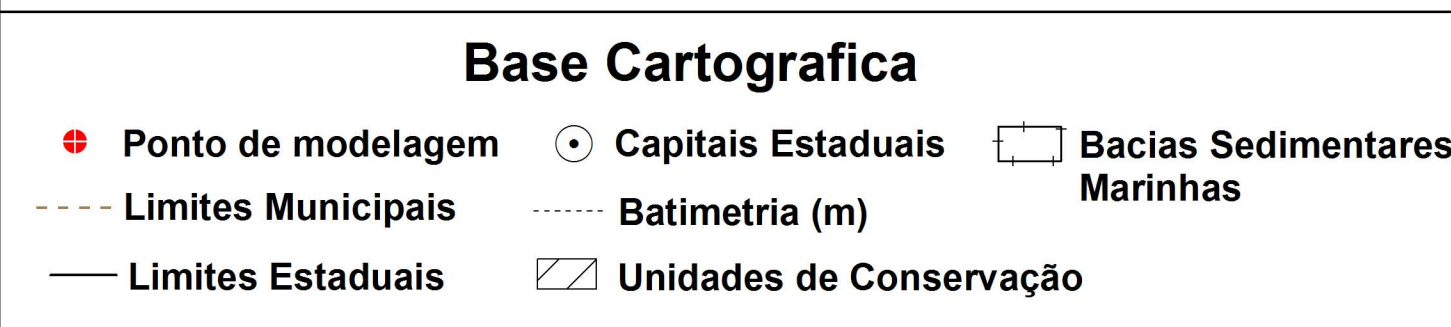 Base Cartografica
Ponto de modelagem
Capitais Estaduais
Bacias Sedimentares
Marinhas
Limites Municipais
Batimetria (m)
Limites Estaduais
Unidades de Conservação